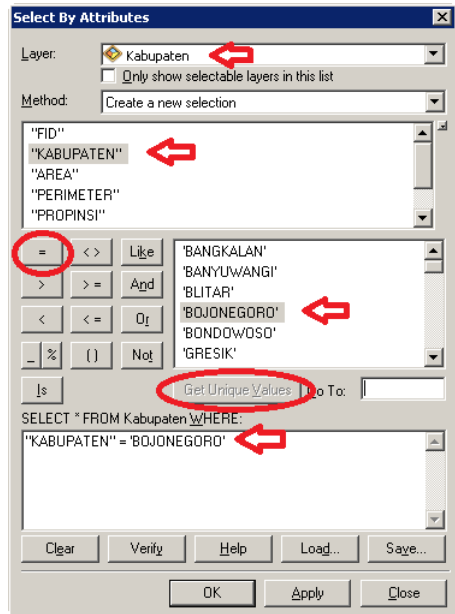 Select By Attributes
Layer: Kabupaten
Only show selectable layers in this list
Method: Create a new selection
"FID"
"KABUPATEN"
"AREA"
"PERIMETER"
"PROPINSI"
= <> Like
> >= And
< <= Or
_ % () Not
Is
'BANGKALAN'
'BANYUWANGI'
'BLITAR'
'BOJONEGORO'
'BONDOWOSO'
'GRESIK'
Get Unique Values Go To:
SELECT * FROM Kabupaten WHERE:
"KABUPATEN" = 'BOJONEGORO'
Clear Verify Help Load... Save...
OK Apply Close